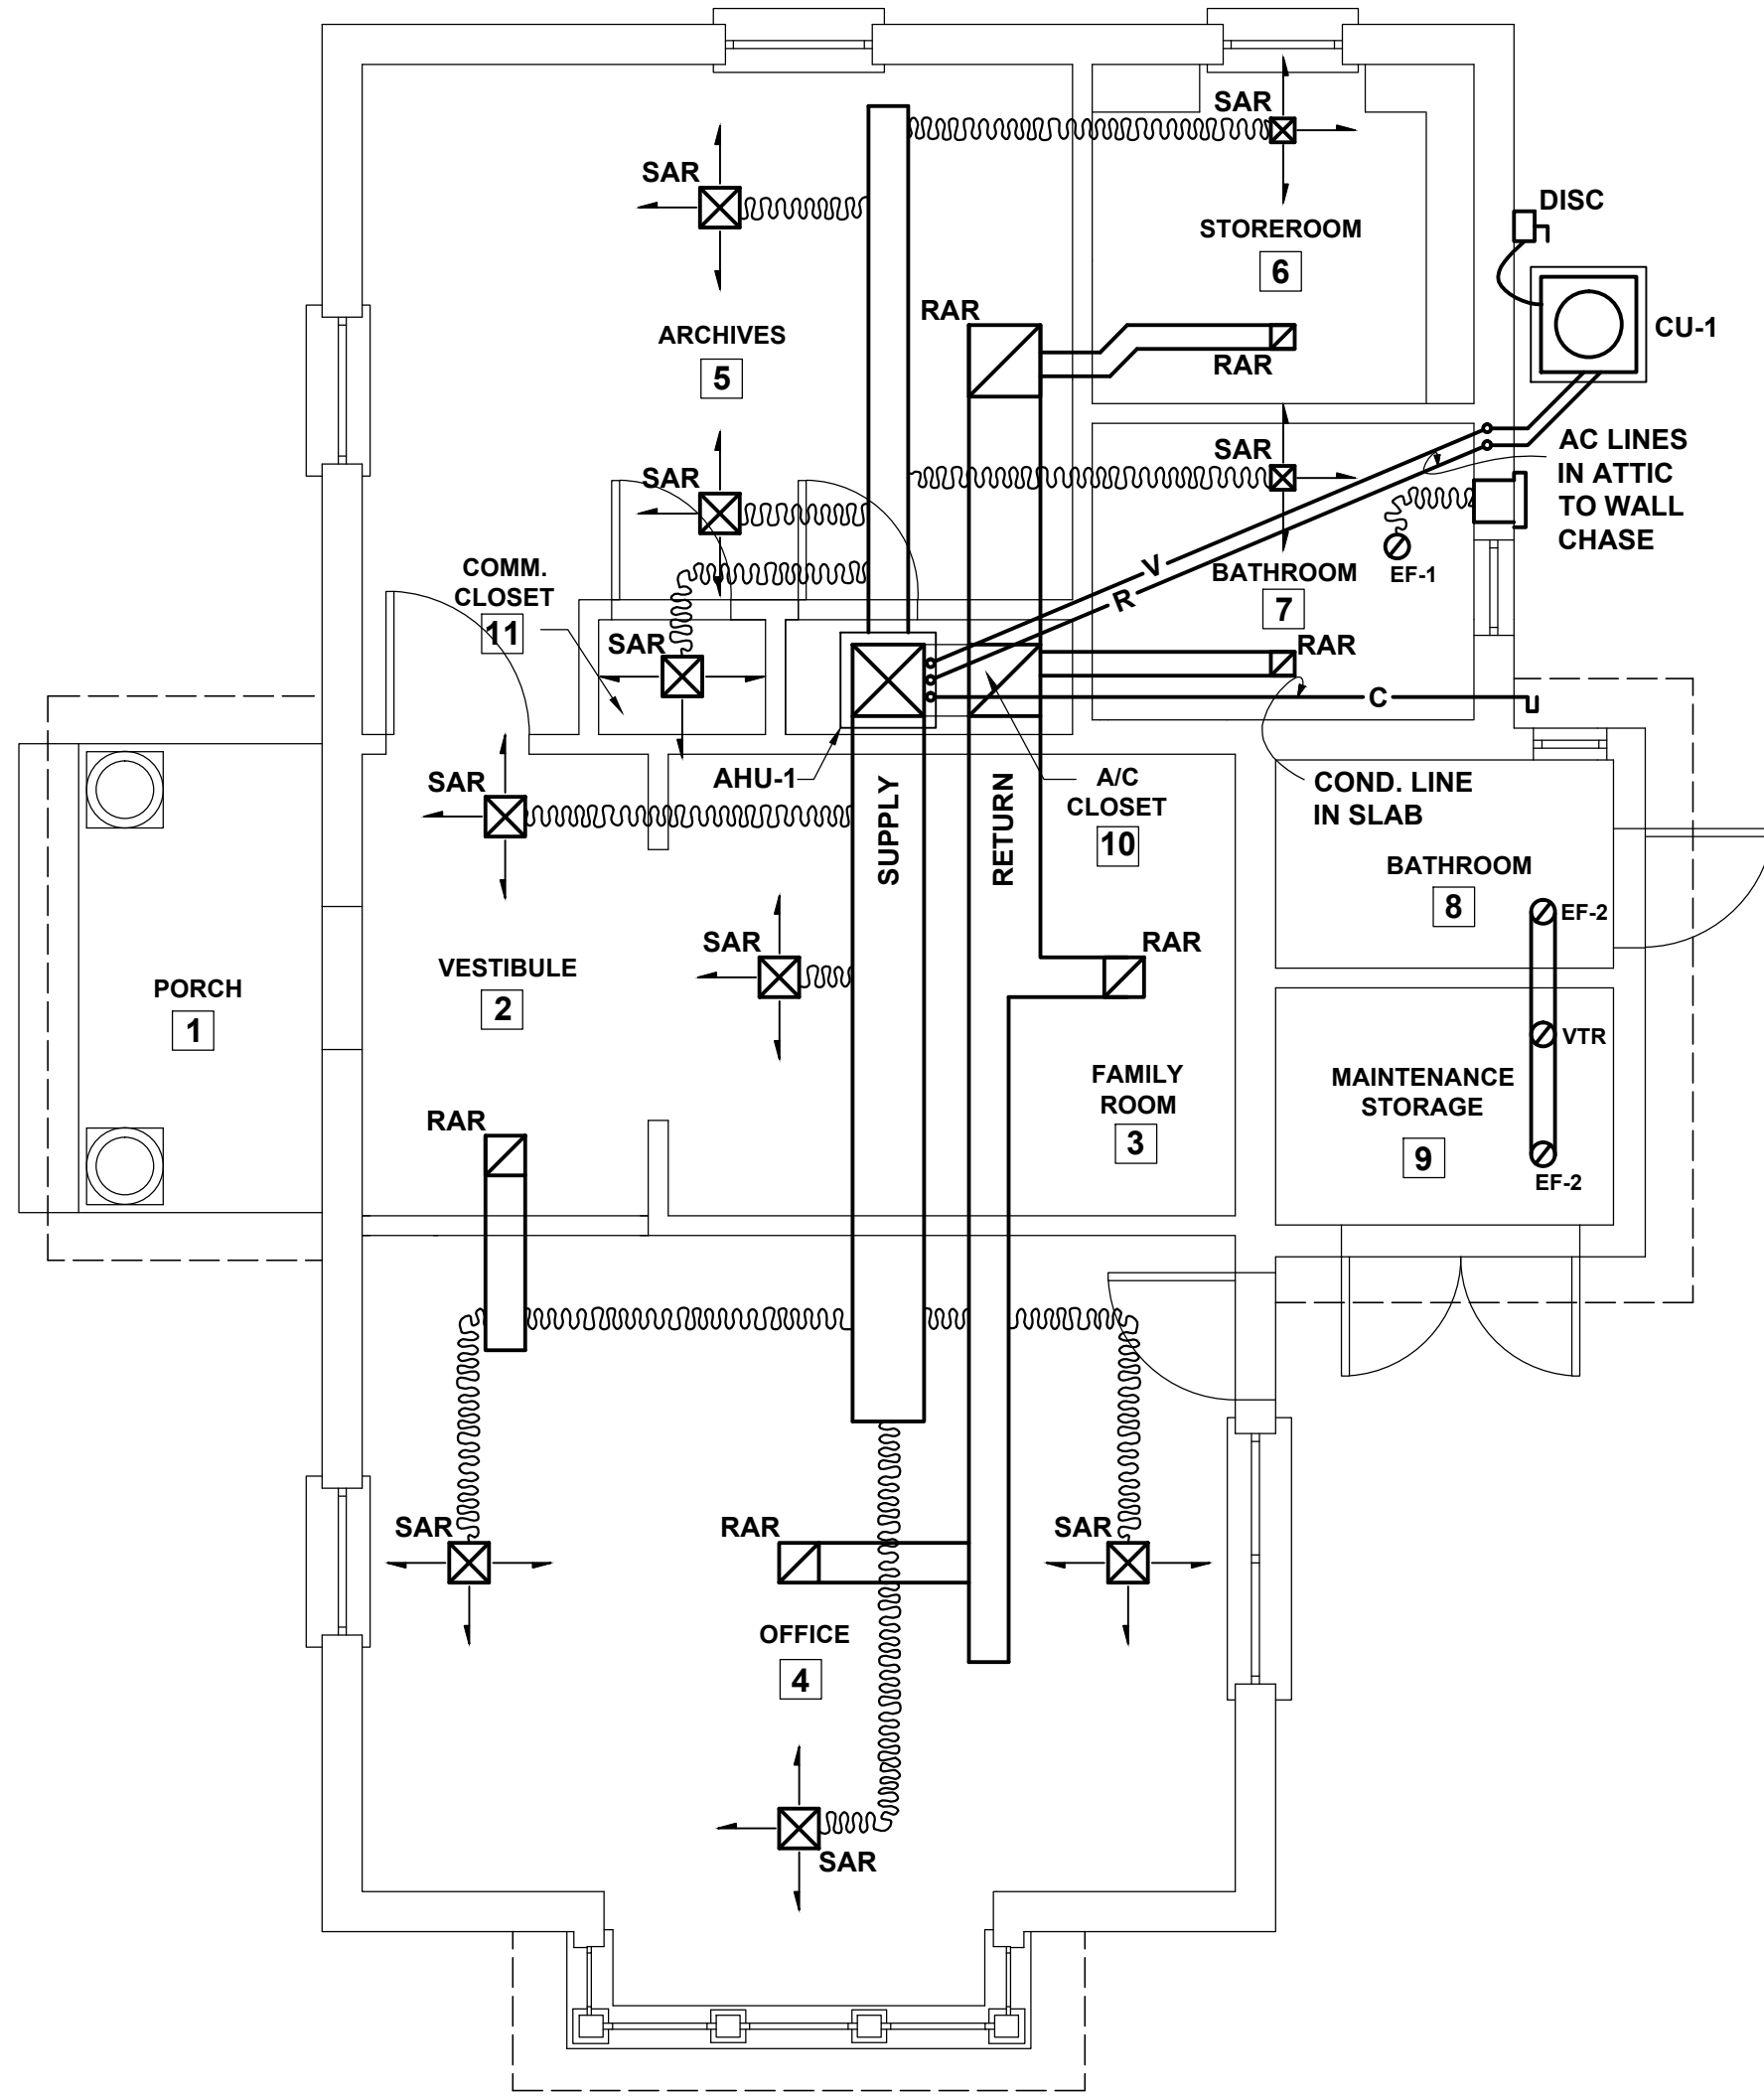 SAR
SAR
DISC
STOREROOM
6
RAR
CU-1
ARCHIVES
5
RAR
AC LINES
IN ATTIC
TO WALL
CHASE
SAR
SAR
COMM.
CLOSET
11
V
R
BATHROOM
7
EF-1
SAR
RAR
C
AHU-1
SUPPLY
RETURN
A/C
CLOSET
10
COND. LINE
IN SLAB
SAR
BATHROOM
8
EF-2
SAR
RAR
VESTIBULE
2
PORCH
1
VTR
FAMILY
ROOM
3
MAINTENANCE
STORAGE
9
EF-2
RAR
SAR
RAR
SAR
OFFICE
4
SAR